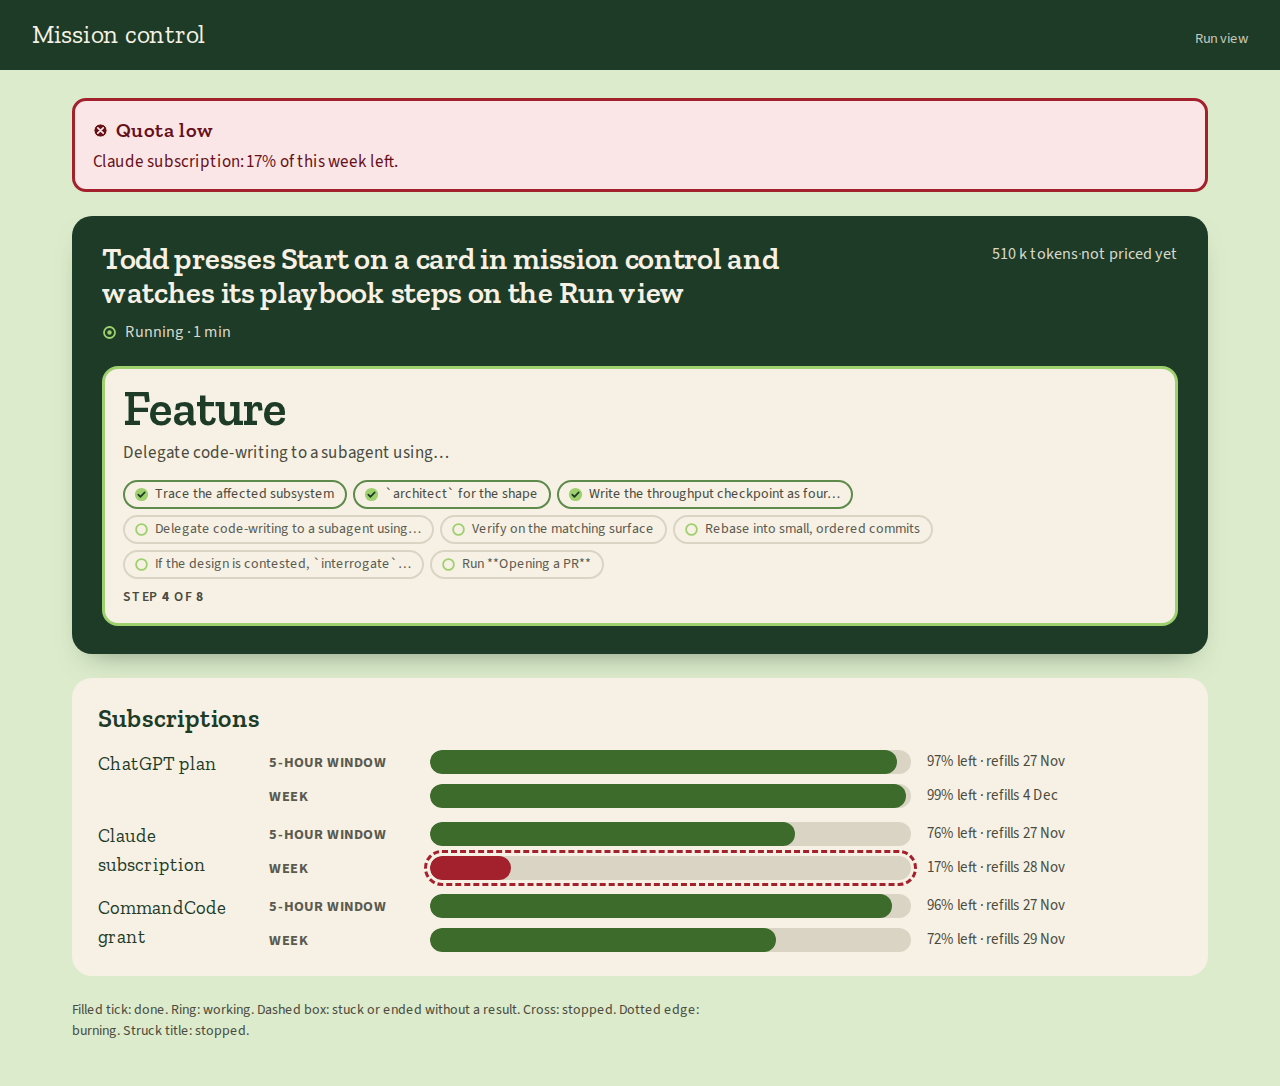 Mission control
Run view
Quota low
Claude subscription: 17% of this week left.
Todd presses Start on a card in mission control and
watches its playbook steps on the Run view
510 k tokens·not priced yet
Running · 1 min
Feature
Delegate code-writing to a subagent using…
Trace the affected subsystem
`architect` for the shape
Write the throughput checkpoint as four…
Delegate code-writing to a subagent using…
Verify on the matching surface
Rebase into small, ordered commits
If the design is contested, `interrogate`…
Run **Opening a PR**
STEP 4 OF 8
Subscriptions
ChatGPT plan
5-HOUR WINDOW
97% left · refills 27 Nov
WEEK
99% left · refills 4 Dec
Claude
subscription
5-HOUR WINDOW
76% left · refills 27 Nov
WEEK
17% left · refills 28 Nov
CommandCode
grant
5-HOUR WINDOW
96% left · refills 27 Nov
WEEK
72% left · refills 29 Nov
Filled tick: done. Ring: working. Dashed box: stuck or ended without a result. Cross: stopped. Dotted edge:
burning. Struck title: stopped.